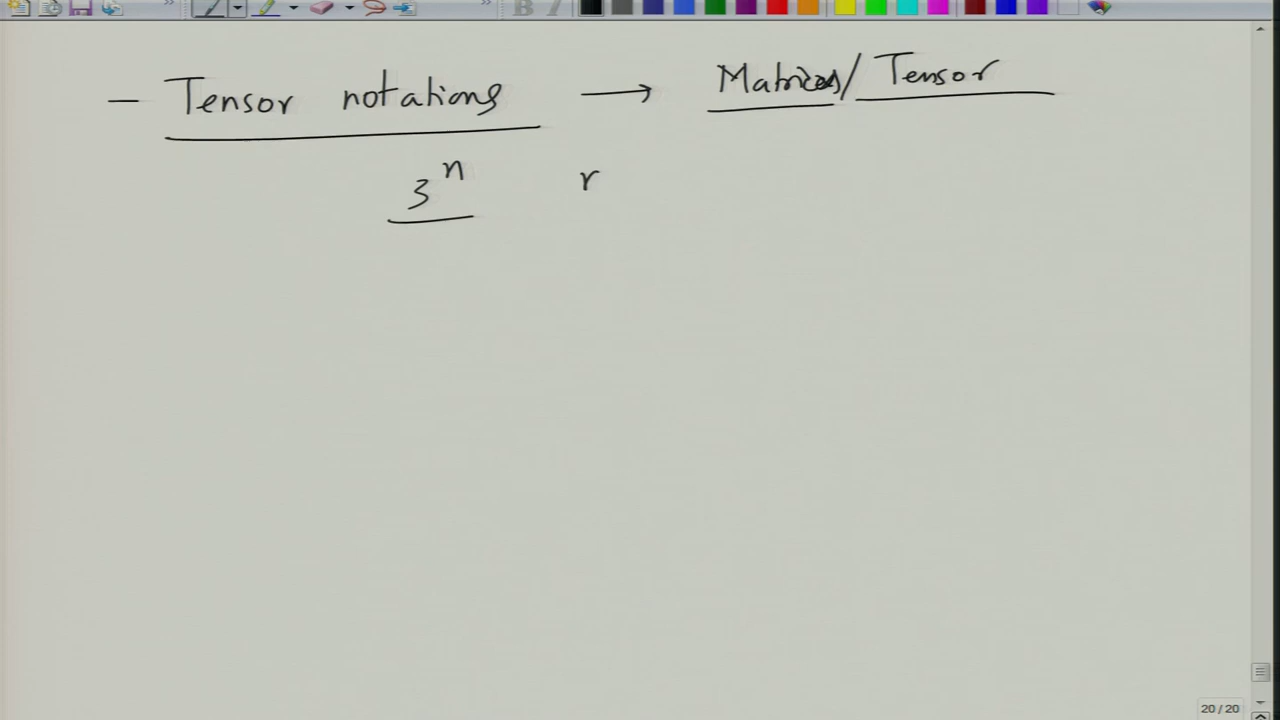 – Tensor notations → Matrices/Tensor
3^n r
20 / 20